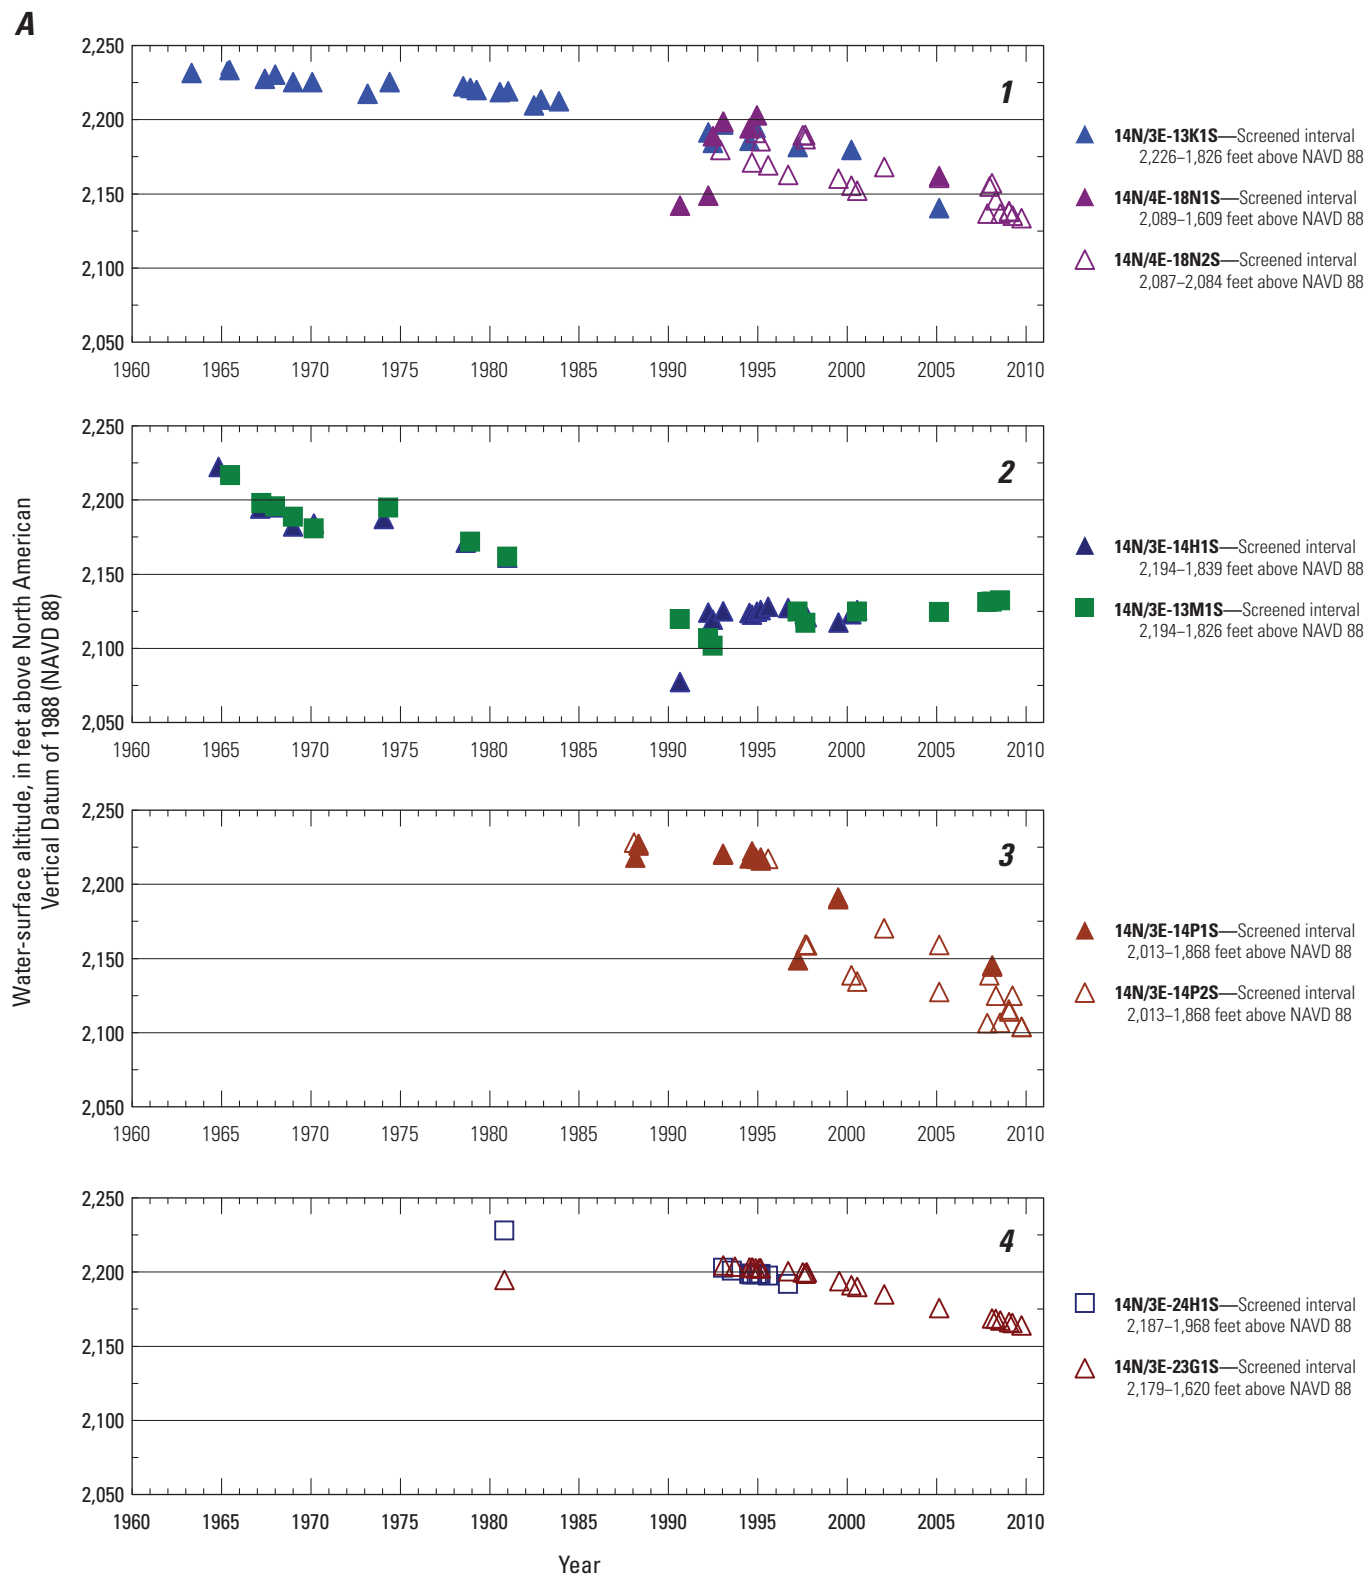 A
2,250
2,200
2,150
2,100
2,050
1
1960 1965 1970 1975 1980 1985 1990 1995 2000 2005 2010
14N/3E-13K1S—Screened interval
2,226–1,826 feet above NAVD 88
14N/4E-18N1S—Screened interval
2,089–1,609 feet above NAVD 88
14N/4E-18N2S—Screened interval
2,087–2,084 feet above NAVD 88
Water-surface altitude, in feet above North American
Vertical Datum of 1988 (NAVD 88)
2,250
2,200
2,150
2,100
2,050
2
1960 1965 1970 1975 1980 1985 1990 1995 2000 2005 2010
14N/3E-14H1S—Screened interval
2,194–1,839 feet above NAVD 88
14N/3E-13M1S—Screened interval
2,194–1,826 feet above NAVD 88
2,250
2,200
2,150
2,100
2,050
3
1960 1965 1970 1975 1980 1985 1990 1995 2000 2005 2010
14N/3E-14P1S—Screened interval
2,013–1,868 feet above NAVD 88
14N/3E-14P2S—Screened interval
2,013–1,868 feet above NAVD 88
2,250
2,200
2,150
2,100
2,050
4
1960 1965 1970 1975 1980 1985 1990 1995 2000 2005 2010
14N/3E-24H1S—Screened interval
2,187–1,968 feet above NAVD 88
14N/3E-23G1S—Screened interval
2,179–1,620 feet above NAVD 88
Year